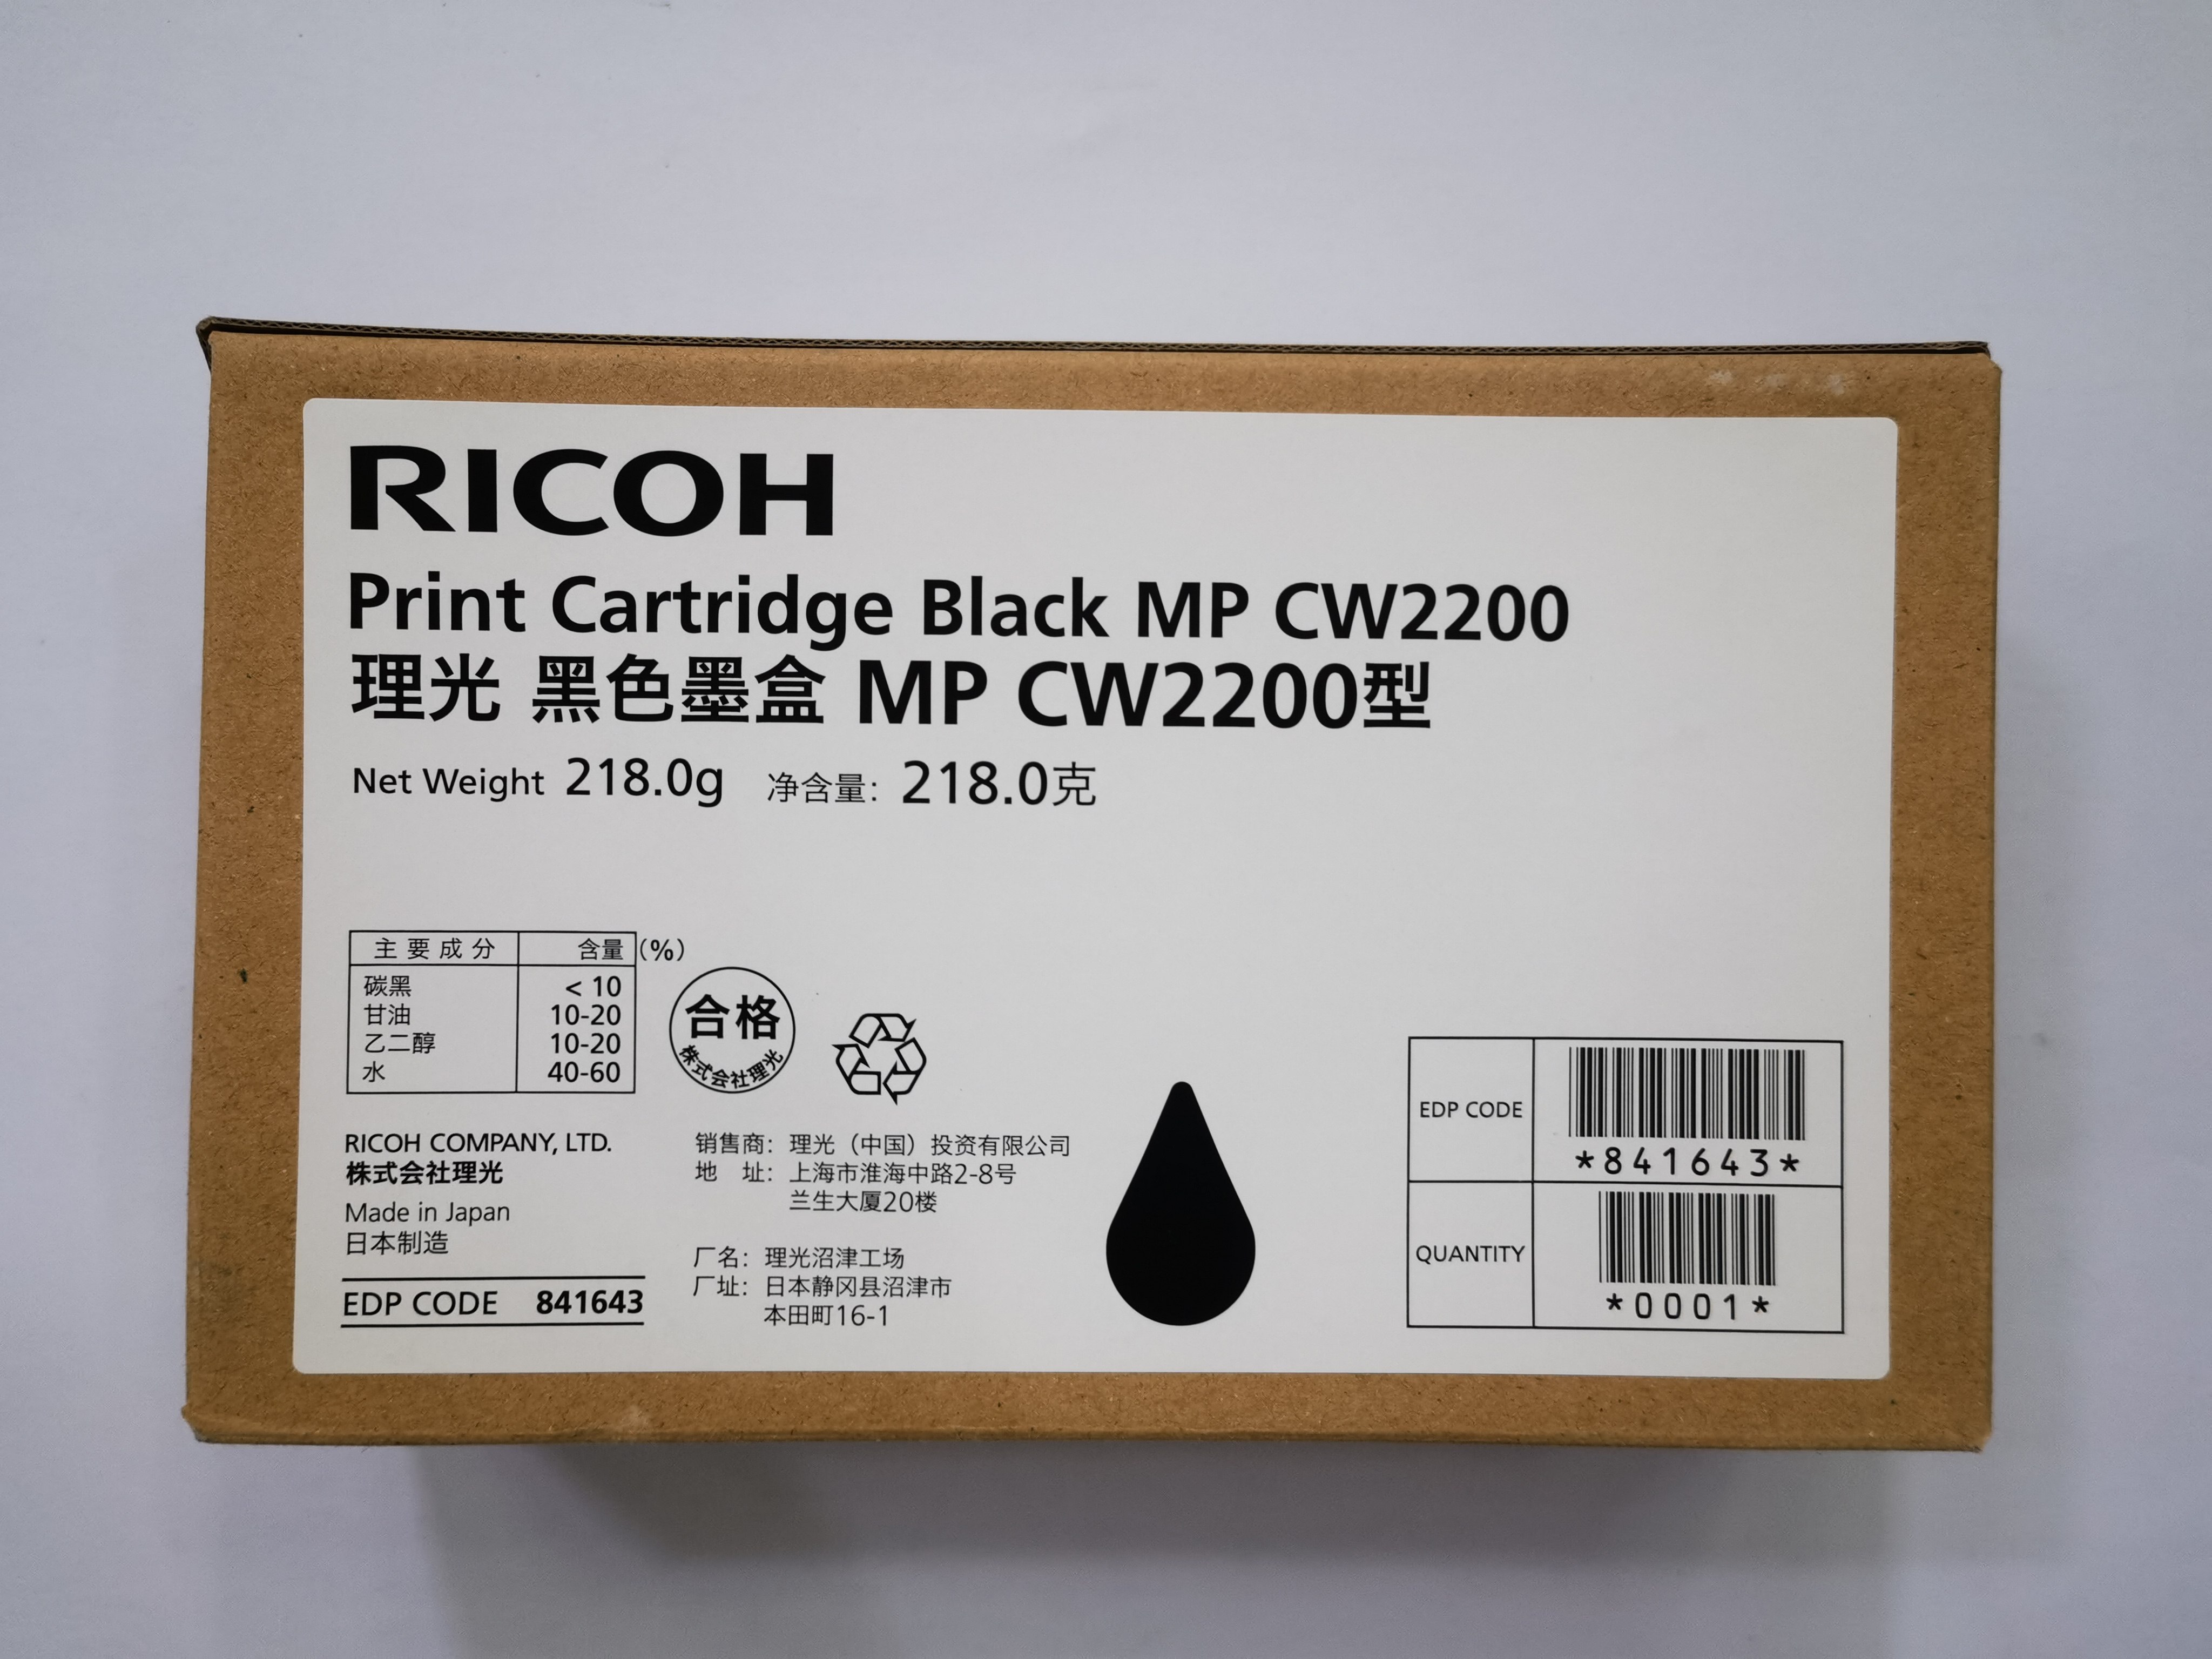 RICOH
Print Cartridge Black MP CW2200
理光 黑色墨盒 MP CW2200型
Net Weight 218.0g 净含量：218.0克
主要成分 含量(%)
碳黑 < 10
甘油 10-20
乙二醇 10-20
水 40-60
合格
株式会社理光
RICOH COMPANY, LTD.
株式会社理光
Made in Japan
日本制造
EDP CODE 841643
销售商：理光（中国）投资有限公司
地 址：上海市淮海中路2-8号
兰生大厦20楼
厂名：理光沼津工场
厂址：日本静冈县沼津市
本田町16-1
EDP CODE
*841643*
QUANTITY
*0001*